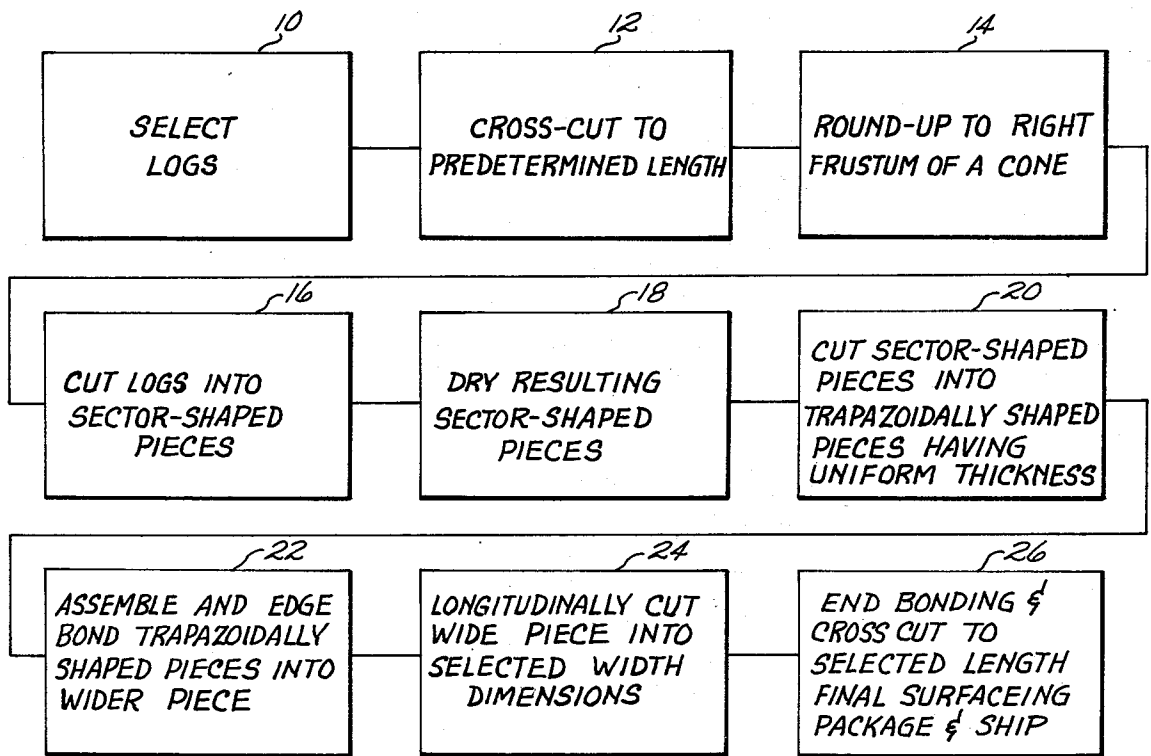 10
SELECT
LOGS
12
CROSS-CUT TO
PREDETERMINED LENGTH
14
ROUND-UP TO RIGHT
FRUSTUM OF A CONE
16
CUT LOGS INTO
SECTOR-SHAPED
PIECES
18
DRY RESULTING
SECTOR-SHAPED
PIECES
20
CUT SECTOR-SHAPED
PIECES INTO
TRAPAZOIDALLY SHAPED
PIECES HAVING
UNIFORM THICKNESS
22
ASSEMBLE AND EDGE
BOND TRAPAZOIDALLY
SHAPED PIECES INTO
WIDER PIECE
24
LONGITUDINALLY CUT
WIDE PIECE INTO
SELECTED WIDTH
DIMENSIONS
26
END BONDING &
CROSS CUT TO
SELECTED LENGTH
FINAL SURFACEING
PACKAGE & SHIP